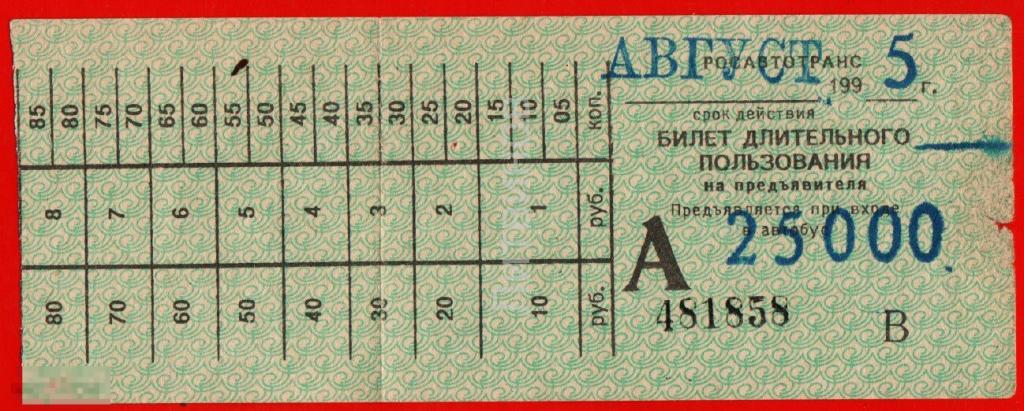 АВГУСТ
РОСАВТОТРАНС
199 5 г.
срок действия
БИЛЕТ ДЛИТЕЛЬНОГО
ПОЛЬЗОВАНИЯ
на предъявителя
Предъявляется при входе
в автобус
А 25000
481858
В
85 80 75 70 65 60 55 50 45 40 35 30 25 20 15 10 05 коп.
8 7 6 5 4 3 2 1 руб.
80 70 60 50 40 30 20 10 руб.